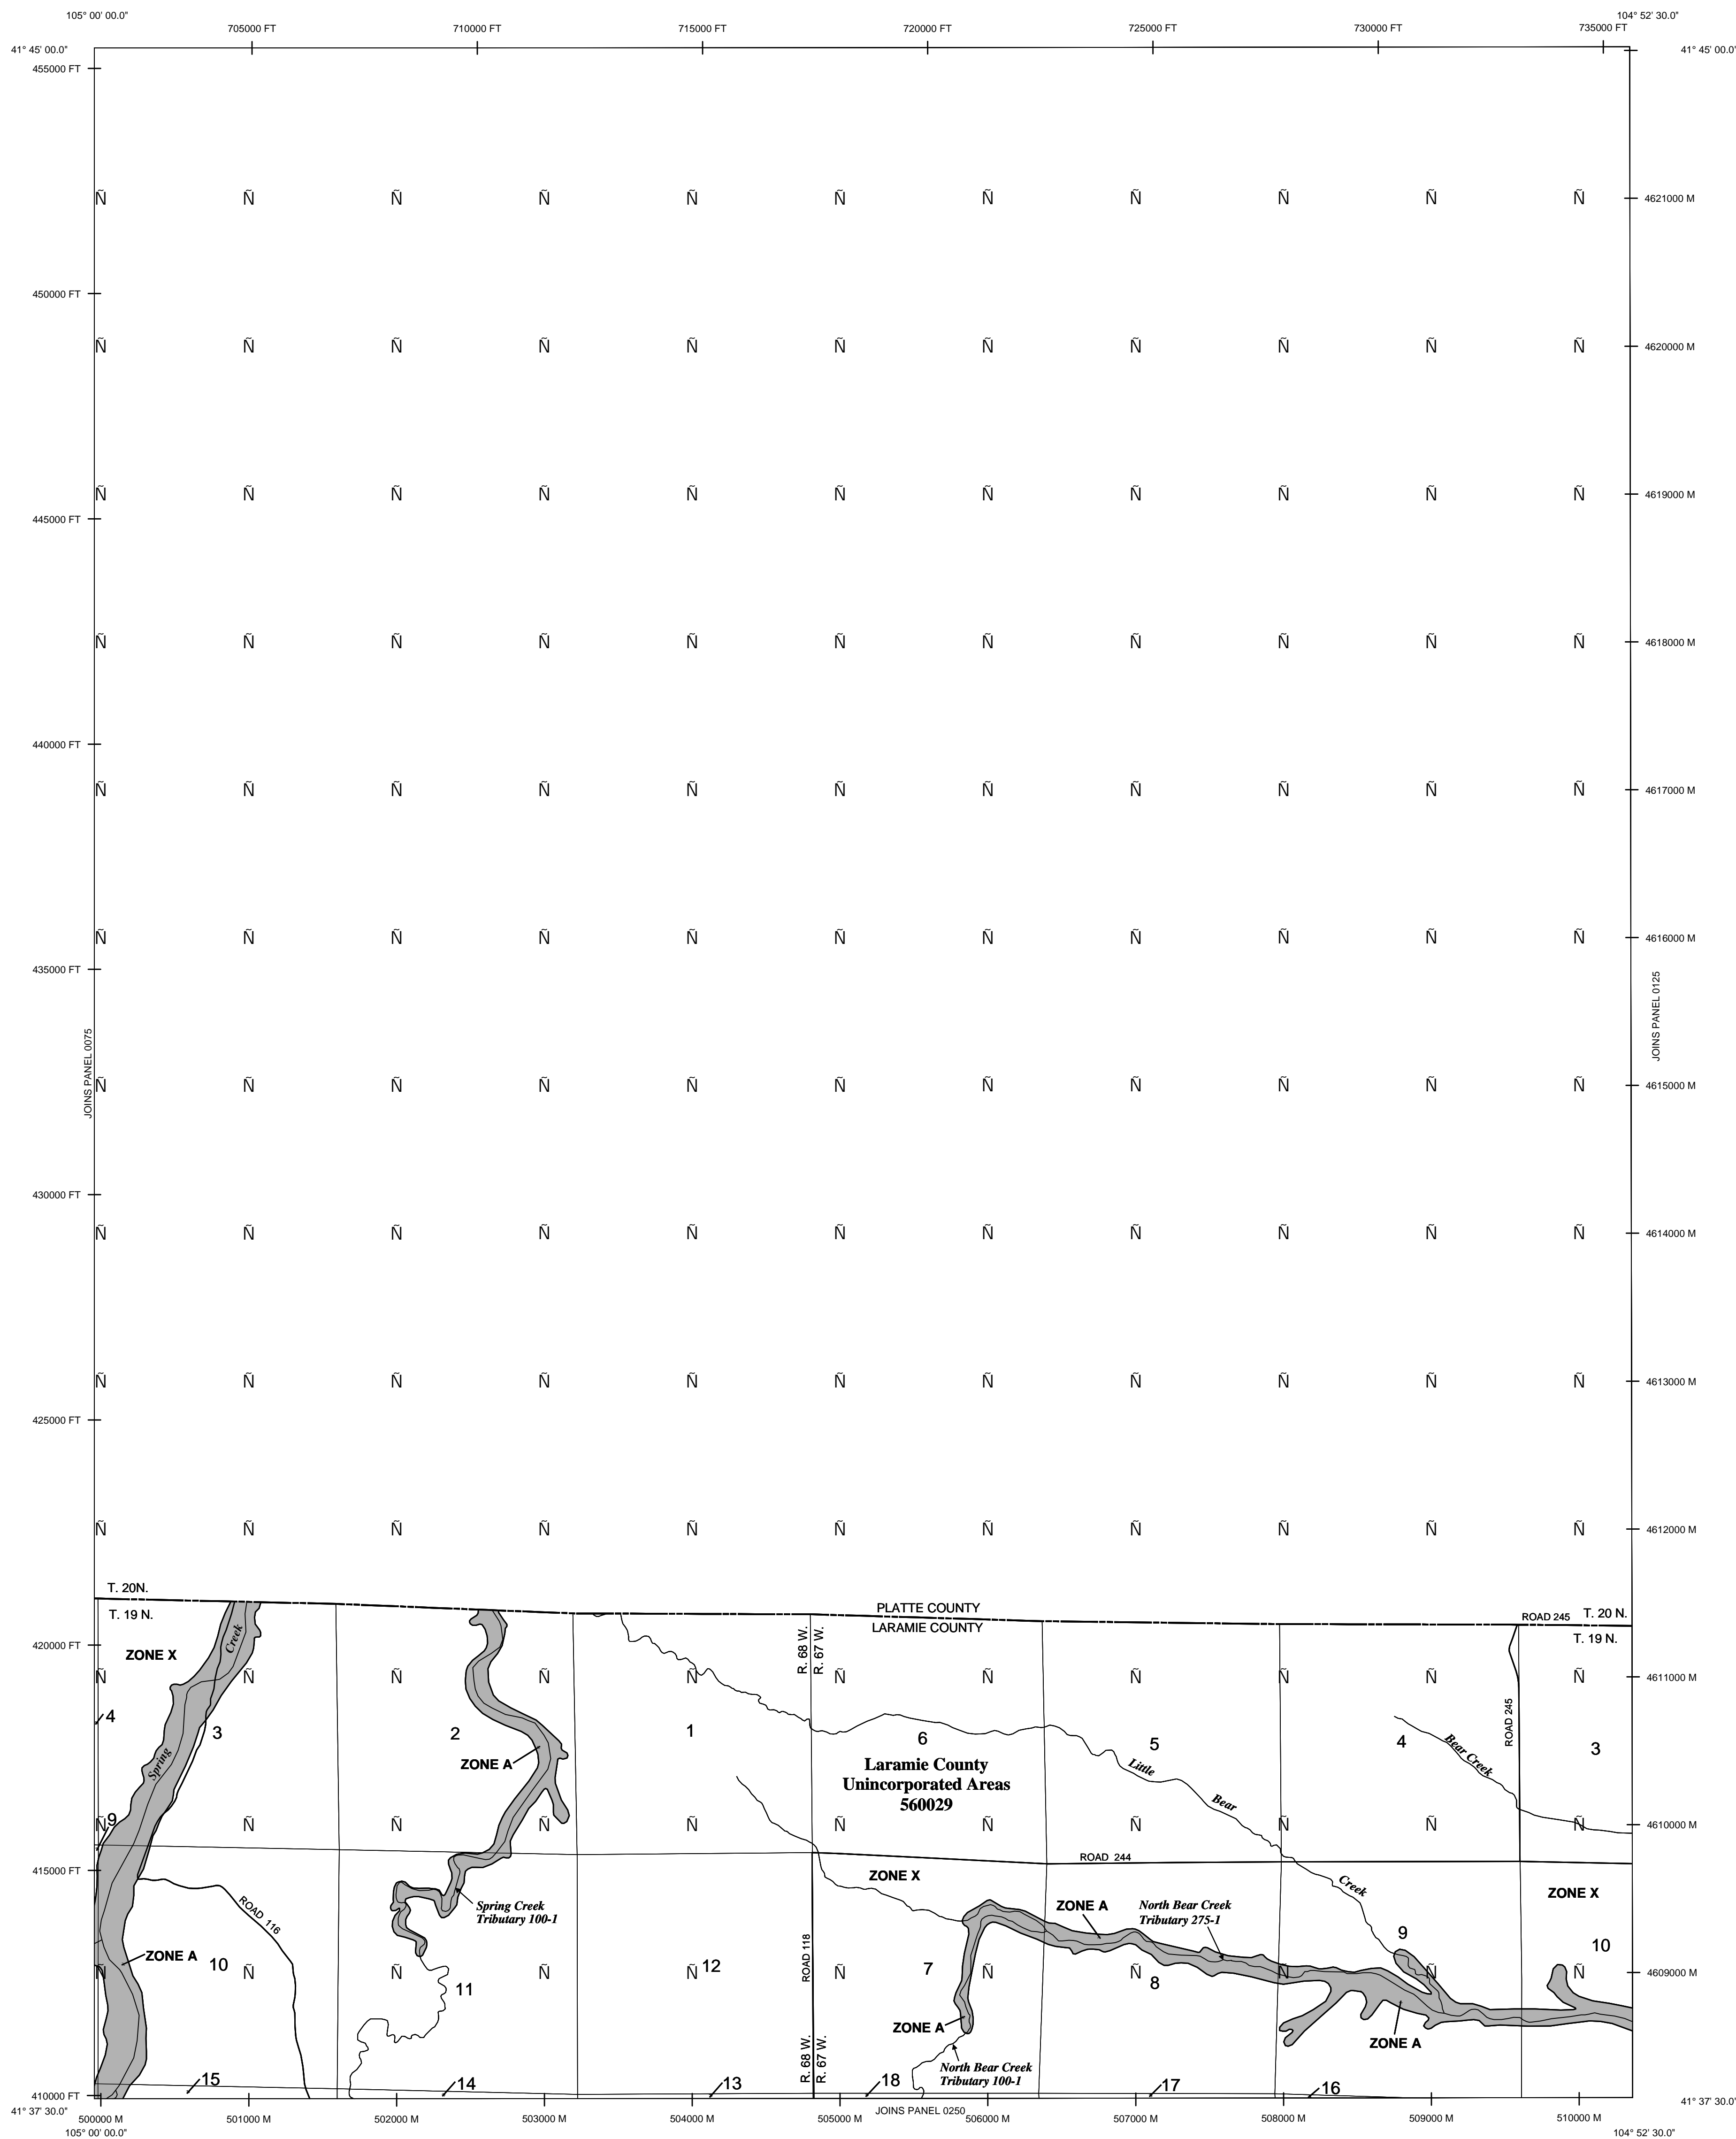 105° 00' 00.0"
104° 52' 30.0"
705000 FT
710000 FT
715000 FT
720000 FT
725000 FT
730000 FT
735000 FT
41° 45' 00.0"
41° 45' 00.0"
455000 FT
Ñ Ñ Ñ Ñ Ñ Ñ Ñ Ñ Ñ Ñ Ñ
4621000 M
450000 FT
Ñ Ñ Ñ Ñ Ñ Ñ Ñ Ñ Ñ Ñ Ñ
4620000 M
Ñ Ñ Ñ Ñ Ñ Ñ Ñ Ñ Ñ Ñ Ñ
4619000 M
445000 FT
Ñ Ñ Ñ Ñ Ñ Ñ Ñ Ñ Ñ Ñ Ñ
4618000 M
440000 FT
Ñ Ñ Ñ Ñ Ñ Ñ Ñ Ñ Ñ Ñ Ñ
4617000 M
Ñ Ñ Ñ Ñ Ñ Ñ Ñ Ñ Ñ Ñ Ñ
4616000 M
435000 FT
JOINS PANEL 0125
JOINS PANEL 0075
Ñ Ñ Ñ Ñ Ñ Ñ Ñ Ñ Ñ Ñ Ñ
4615000 M
430000 FT
Ñ Ñ Ñ Ñ Ñ Ñ Ñ Ñ Ñ Ñ Ñ
4614000 M
Ñ Ñ Ñ Ñ Ñ Ñ Ñ Ñ Ñ Ñ Ñ
4613000 M
425000 FT
Ñ Ñ Ñ Ñ Ñ Ñ Ñ Ñ Ñ Ñ Ñ
4612000 M
T. 20N.
T. 19 N.
PLATTE COUNTY
LARAMIE COUNTY
ROAD 245
T. 20 N.
T. 19 N.
420000 FT
ZONE X
Creek
R. 68 W.
R. 67 W.
Ñ Ñ Ñ Ñ Ñ Ñ Ñ Ñ Ñ Ñ Ñ
4611000 M
4
3
2
1
6
5
4
3
ROAD 245
Spring
ZONE A
Laramie County
Unincorporated Areas
560029
Little
Bear
Bear Creek
9
Ñ Ñ Ñ Ñ Ñ Ñ Ñ Ñ Ñ Ñ Ñ
4610000 M
415000 FT
ROAD 244
ZONE X
Creek
ZONE X
ROAD 116
Spring Creek
Tributary 100-1
ZONE A
North Bear Creek
Tributary 275-1
ZONE A
10
11
12
ROAD 118
7
8
9
10
Ñ Ñ Ñ Ñ Ñ Ñ Ñ Ñ Ñ Ñ Ñ
4609000 M
ZONE A
ZONE A
R. 68 W.
R. 67 W.
North Bear Creek
Tributary 100-1
15
14
13
18
17
16
410000 FT
41° 37' 30.0"
41° 37' 30.0"
500000 M
501000 M
502000 M
503000 M
504000 M
505000 M
JOINS PANEL 0250
506000 M
507000 M
508000 M
509000 M
510000 M
105° 00' 00.0"
104° 52' 30.0"